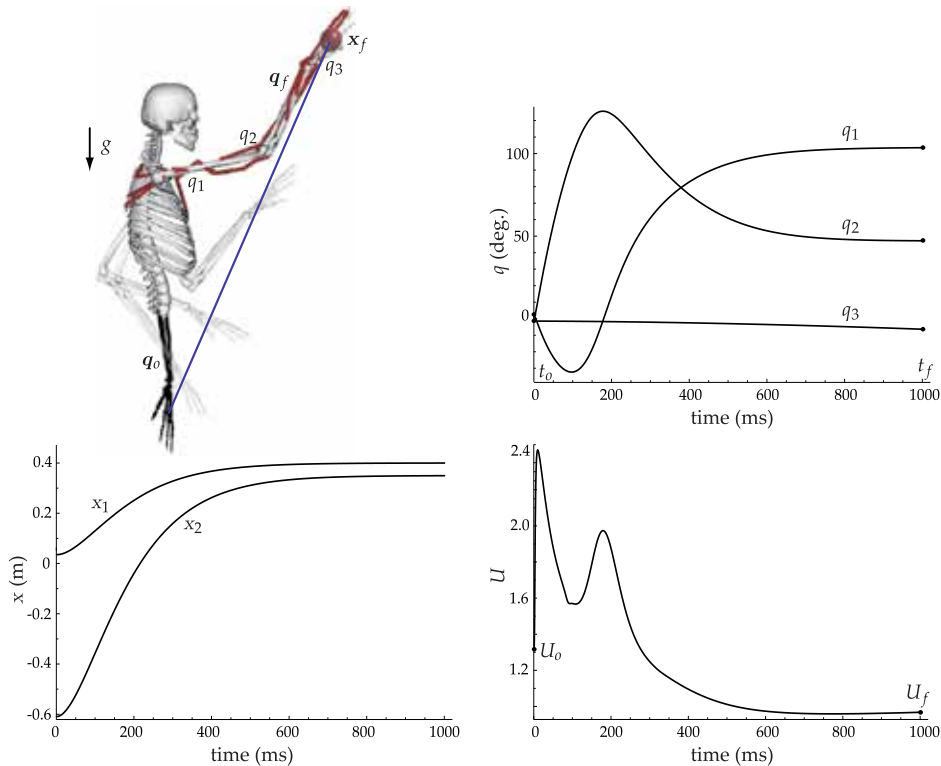 x_f
q_3
q_f
q_2
g
q_1
q_o
q (deg.)
100
50
0
q_1
q_2
q_3
t_o
t_f
0
200
400
600
800
1000
time (ms)
x (m)
0.4
0.2
0
-0.2
-0.4
-0.6
x_1
x_2
0
200
400
600
800
1000
time (ms)
U
2.4
2.0
1.6
1.2
U_o
U_f
0
200
400
600
800
1000
time (ms)